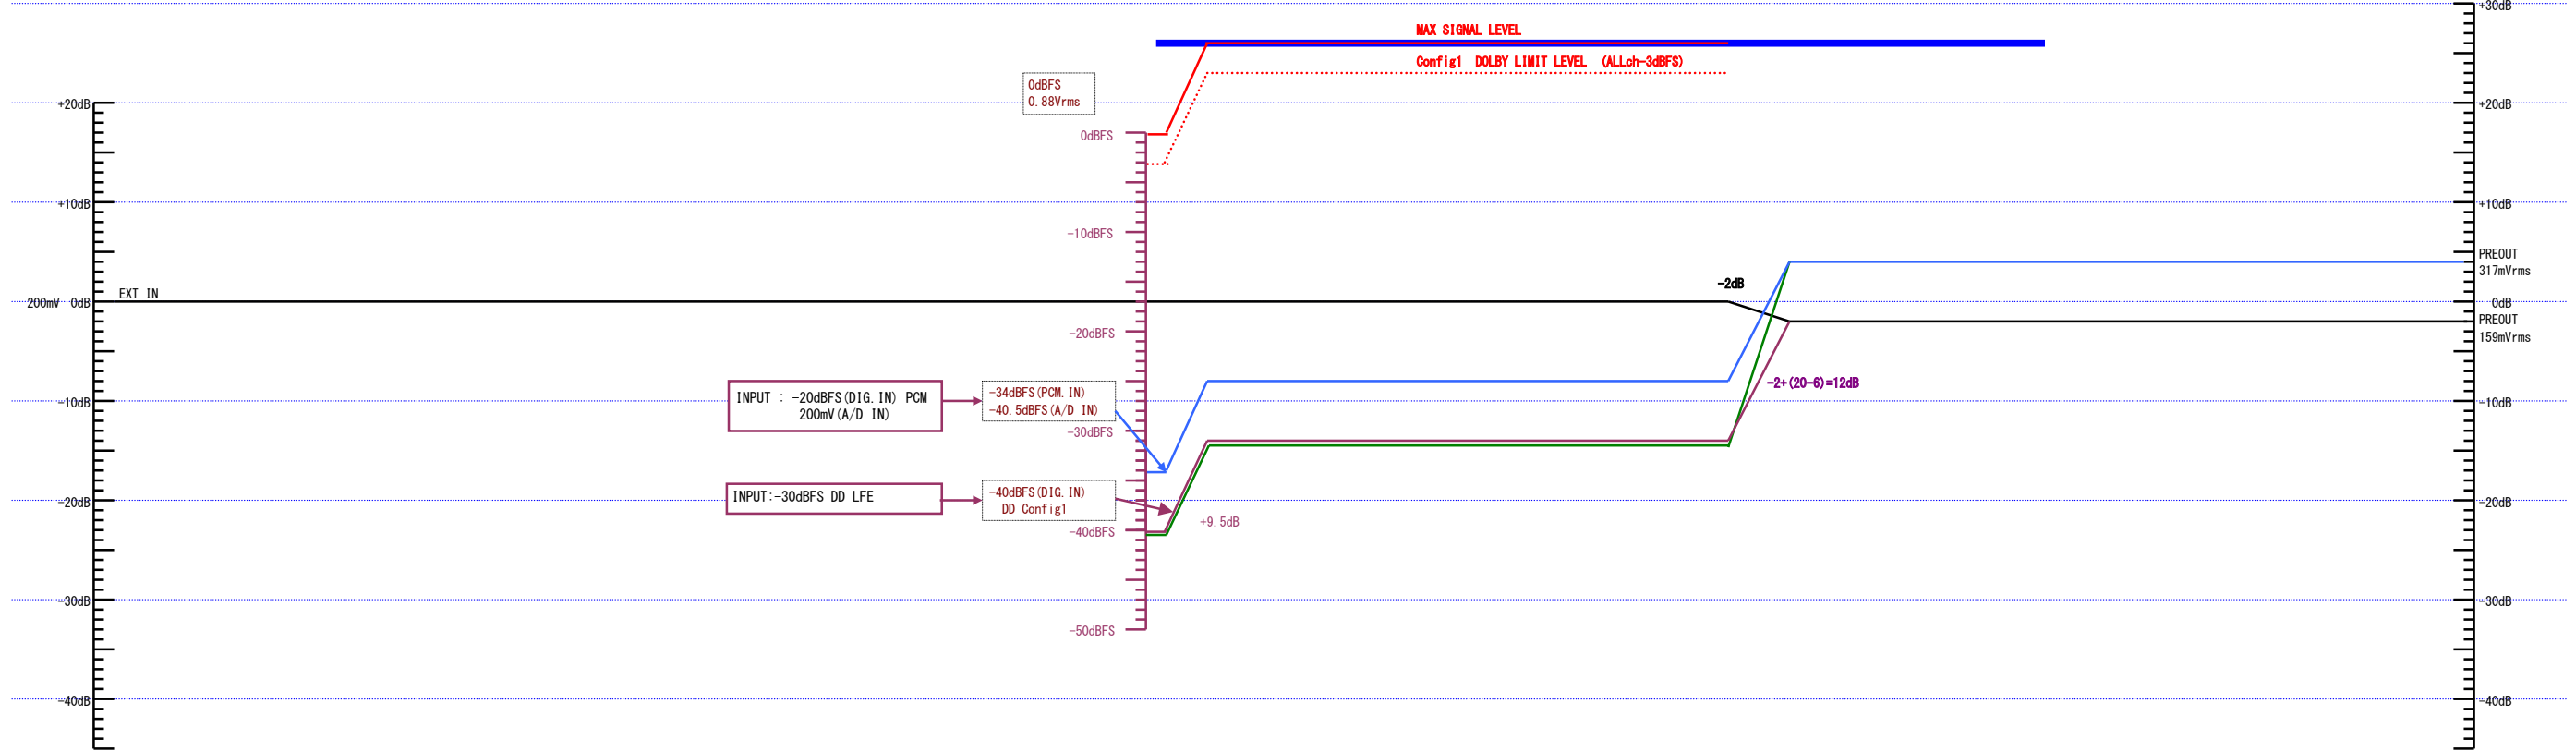 +30dB
MAX SIGNAL LEVEL
Config1 DOLBY LIMIT LEVEL (ALLch-3dBFS)
0dBFS
0.88Vrms
+20dB
+20dB
0dBFS
+10dB
+10dB
-10dBFS
PREOUT
317mVrms
-2dB
EXT IN
200mV 0dB
0dB
PREOUT
159mVrms
-20dBFS
-2+(20-6)=12dB
INPUT : -20dBFS(DIG.IN) PCM
200mV(A/D IN)
-34dBFS(PCM.IN)
-40.5dBFS(A/D IN)
-10dB
-10dB
-30dBFS
INPUT:-30dBFS DD LFE
-40dBFS(DIG.IN)
DD Config1
-20dB
-20dB
+9.5dB
-40dBFS
-30dB
-30dB
-50dBFS
-40dB
-40dB